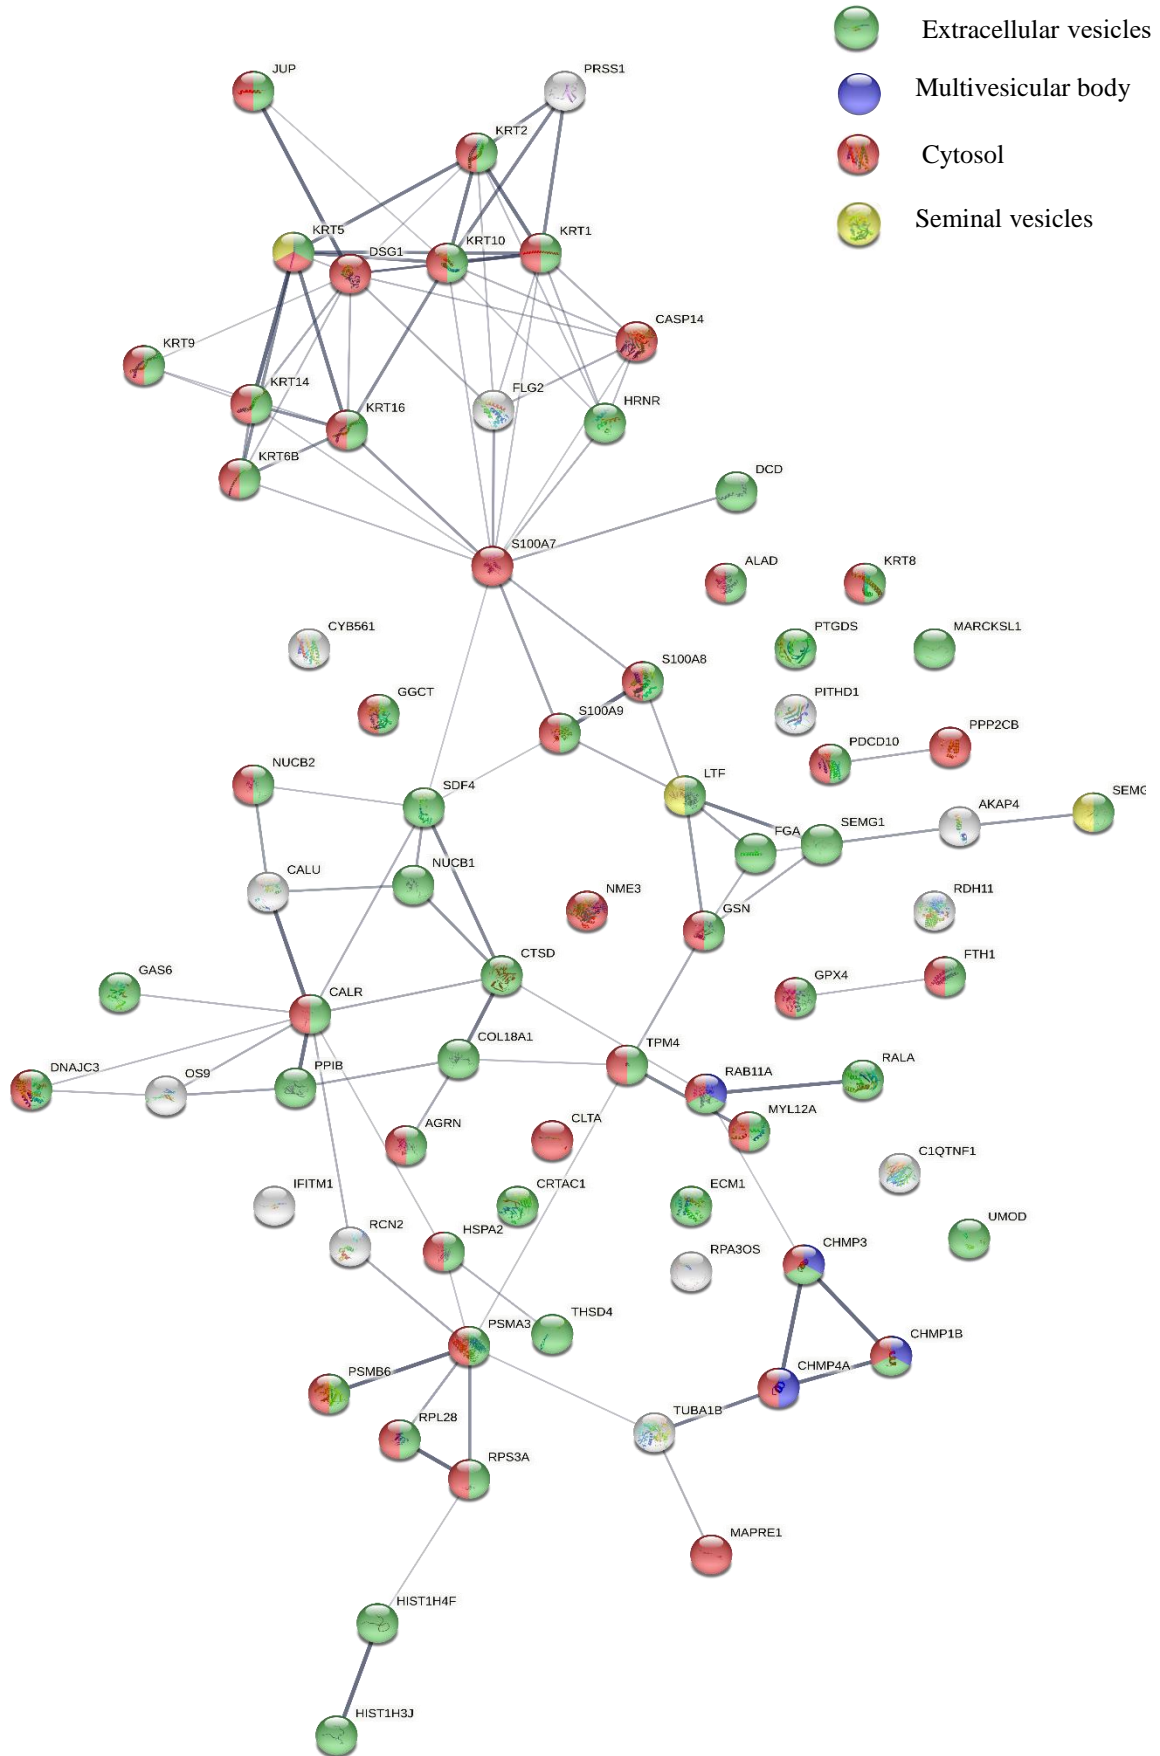 Extracellular vesicles
JUP
PRSS1
Multivesicular body
KRT2
Cytosol
KRT5
DSG1
KRT10
KRT1
Seminal vesicles
CASP14
KRT9
KRT14
KRT16
FLG2
HRNR
KRT6B
DCD
S100A7
ALAD
KRT8
CYB561
PTGDS
MARCKSL1
S100A8
GGCT
S100A9
PITHD1
PDCD10
PPP2CB
NUCB2
SDF4
LTF
AKAP4
SEMG
FGA
SEMG1
CALU
NUCB1
NME3
GSN
RDH11
GAS6
CALR
CTSD
GPX4
FTH1
COL18A1
TPM4
DNAJC3
OS9
PPIB
RAB11A
RALA
AGRN
CLTA
MYL12A
IFITM1
CRTAC1
ECM1
C1QTNF1
RCN2
HSPA2
RPA3OS
UMOD
CHMP3
PSMA3
THSD4
CHMP1B
PSMB6
CHMP4A
RPL28
TUBA1B
RPS3A
MAPRE1
HIST1H4F
HIST1H3J